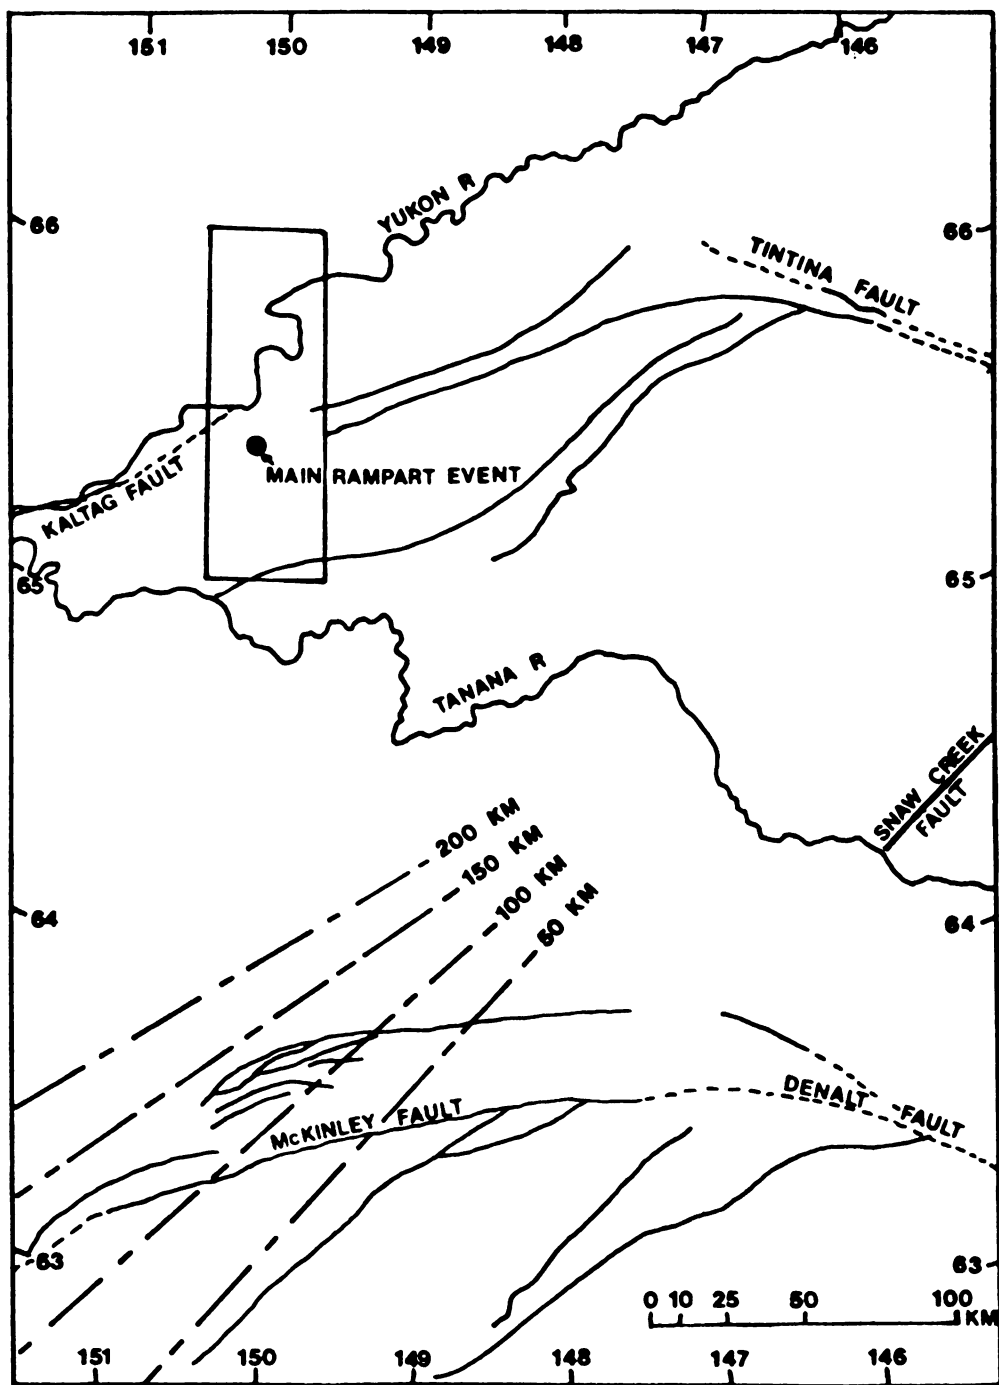 151 150 149 148 147 146
YUKON R
66
66
TINTINA FAULT
MAIN RAMPART EVENT
KALTAG FAULT
65
65
TANANA R
SNAW CREEK
FAULT
200 KM
150 KM
100 KM
50 KM
64
64
DENALT FAULT
McKINLEY FAULT
63
63
0 10 25 50 100
KM
151 150 149 148 147 146